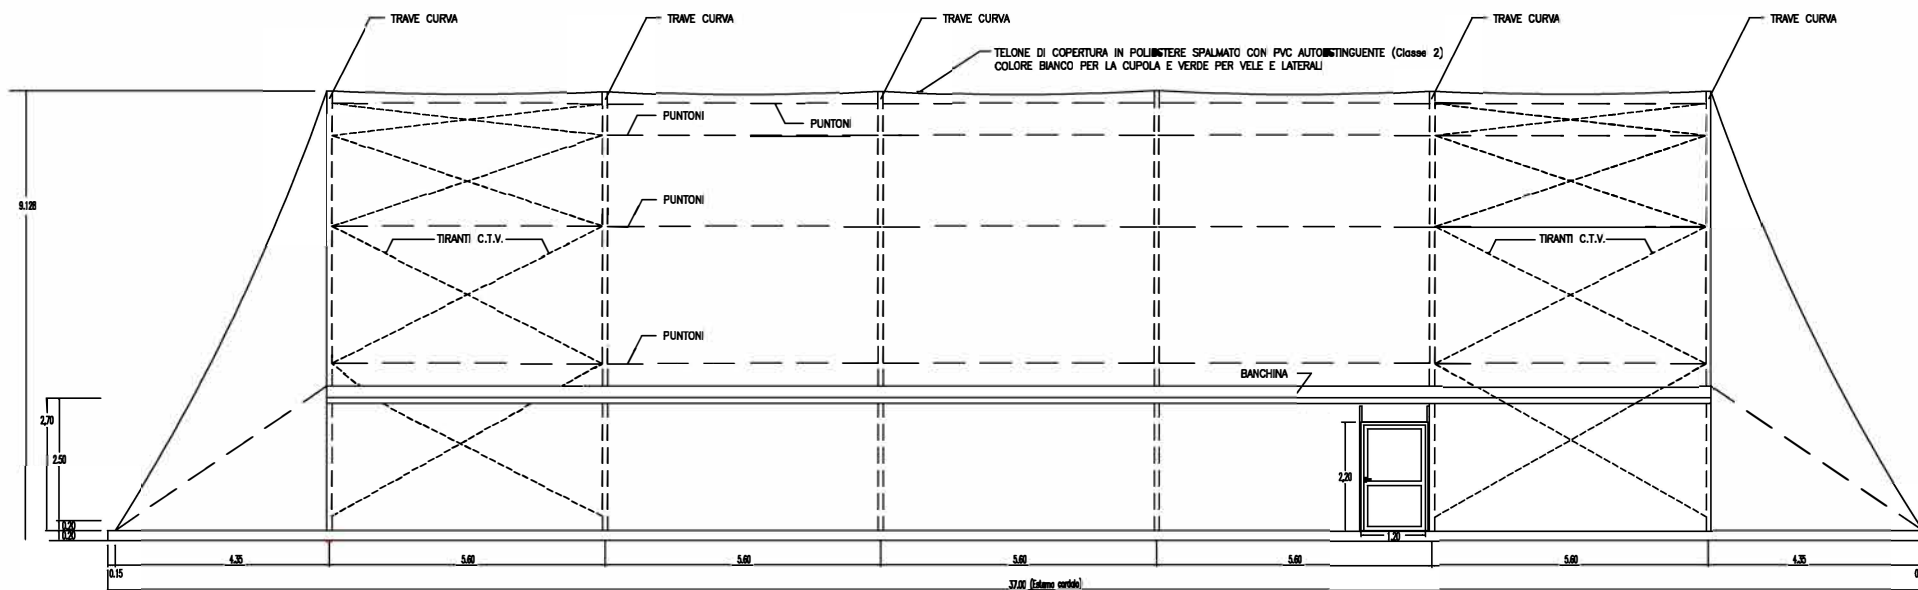 TRAVE CURVA
TRAVE CURVA
TRAVE CURVA
TRAVE CURVA
TRAVE CURVA
TELONE DI COPERTURA IN POLIESTERE SPALMATO CON PVC AUTOESTINGUENTE (Classe 2)
COLORE BIANCO PER LA CUPOLA E VERDE PER VELE E LATERALI
PUNTONI
PUNTONI
PUNTONI
9.128
TIRANTI C.T.V.
TIRANTI C.T.V.
PUNTONI
BANCHINA
2.70
2.50
2.20
0.20
0.20
1.20
4.35
5.60
5.60
5.60
5.60
5.60
4.35
0.15
37.00 (Esterno cordolo)